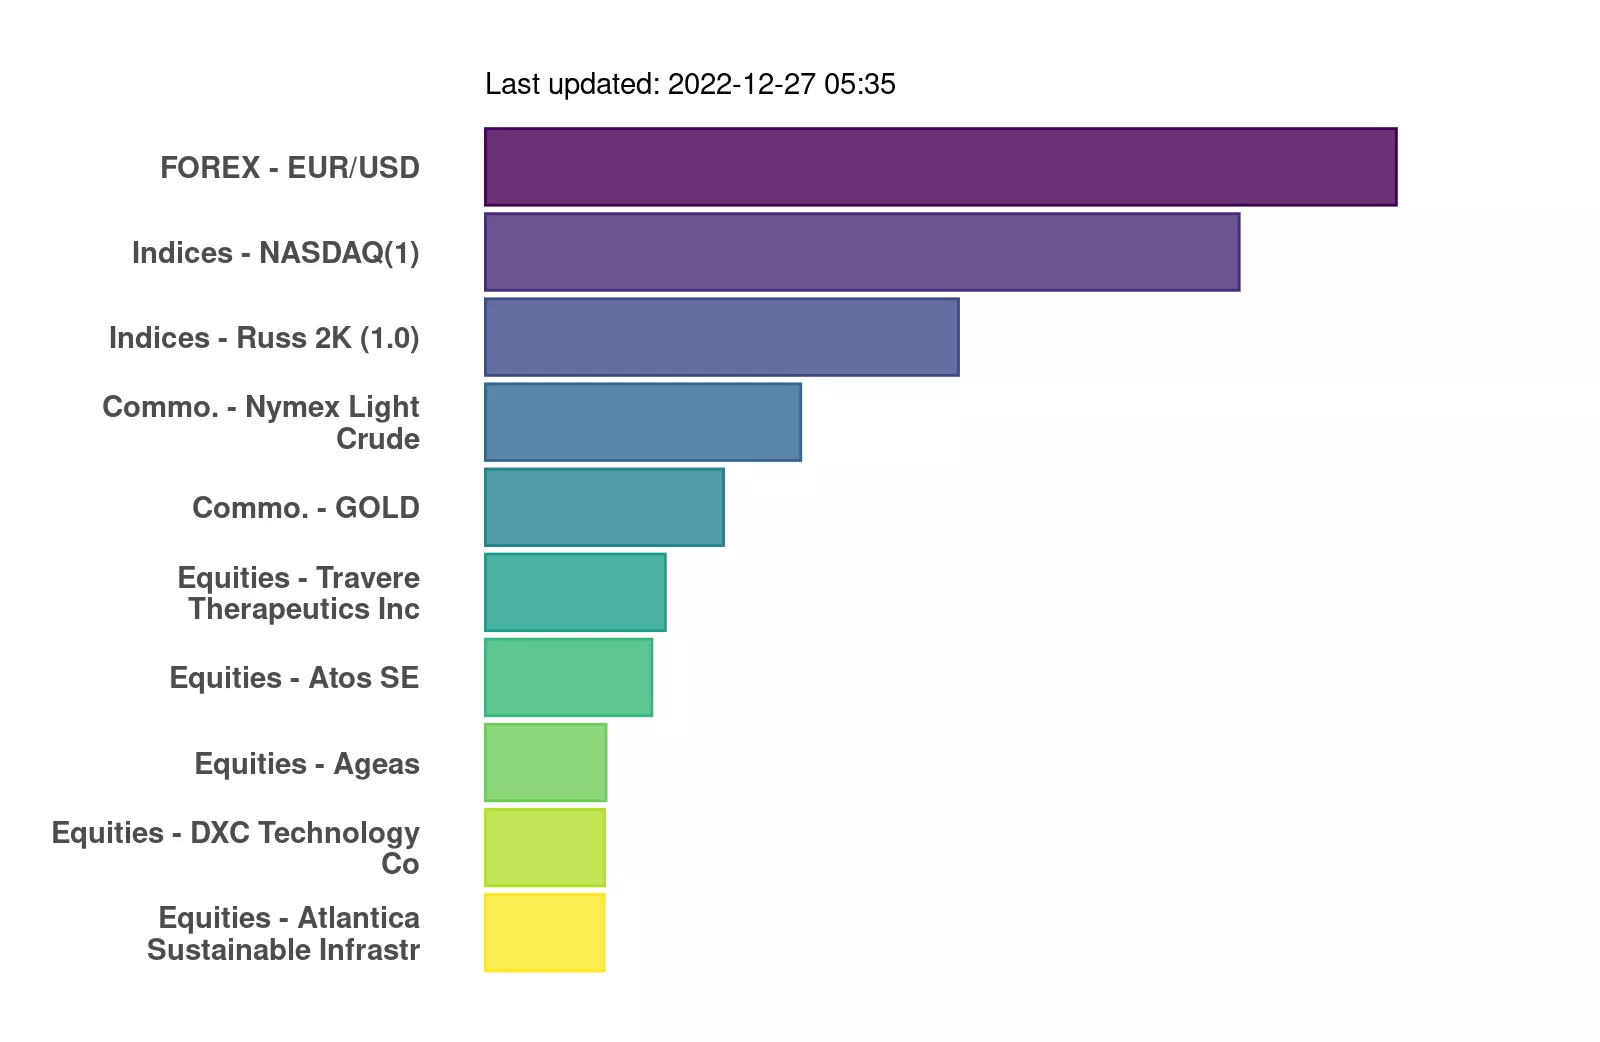 Last updated: 2022-12-27 05:35
FOREX - EUR/USD
Indices - NASDAQ(1)
Indices - Russ 2K (1.0)
Commo. - Nymex Light
Crude
Commo. - GOLD
Equities - Travere
Therapeutics Inc
Equities - Atos SE
Equities - Ageas
Equities - DXC Technology
Co
Equities - Atlantica
Sustainable Infrastr